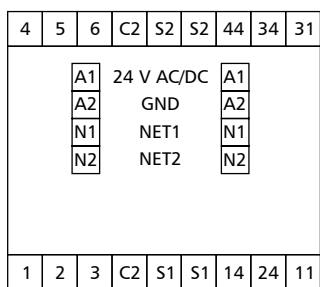 4 5 6 C2 S2 S2 44 34 31
A1 24 V AC/DC A1
A2 GND A2
N1 NET1 N1
N2 NET2 N2
1 2 3 C2 S1 S1 14 24 11